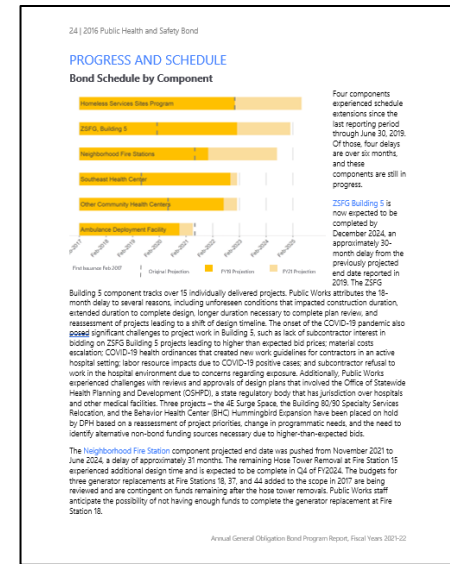 24 | 2016 Public Health and Safety Bond
PROGRESS AND SCHEDULE
Bond Schedule by Component
Homeless Services Sites Program
ZSFG, Building 5
Neighborhood Fire Stations
Southeast Health Center
Other Community Health Centers
Ambulance Deployment Facility
Feb-2017
Feb-2018
Feb-2019
Feb-2020
Feb-2021
Feb-2022
Feb-2023
Feb-2024
Feb-2025
First Issuance Feb 2017
Original Projection
FY19 Projection
FY21 Projection
Four components
experienced schedule
extensions since the
last reporting period
through June 30, 2019.
Of those, four delays
are over six months,
and these
components are still in
progress.
ZSFG Building 5 is
now expected to be
completed by
December 2024, an
approximately 30-
month delay from the
previously projected
end date reported in
2019. The ZSFG
Building 5 component tracks over 15 individually delivered projects. Public Works attributes the 18-
month delay to several reasons, including unforeseen conditions that impacted construction duration,
extended duration to complete design, longer duration necessary to complete plan review, and
reassessment of projects leading to a shift of design timeline. The onset of the COVID-19 pandemic also
posed significant challenges to project work in Building 5, such as lack of subcontractor interest in
bidding on ZSFG Building 5 projects leading to higher than expected bid prices; material costs
escalation; COVID-19 health ordinances that created new work guidelines for contractors in an active
hospital setting; labor resource impacts due to COVID-19 positive cases; and subcontractor refusal to
work in the hospital environment due to concerns regarding exposure. Additionally, Public Works
experienced challenges with reviews and approvals of design plans that involved the Office of Statewide
Health Planning and Development (OSHPD), a state regulatory body that has jurisdiction over hospitals
and other medical facilities. Three projects – the 4E Surge Space, the Building 80/90 Specialty Services
Relocation, and the Behavior Health Center (BHC) Hummingbird Expansion have been placed on hold
by DPH based on a reassessment of project priorities, change in programmatic needs, and the need to
identify alternative non-bond funding sources necessary due to higher-than-expected bids.
The Neighborhood Fire Station component projected end date was pushed from November 2021 to
June 2024, a delay of approximately 31 months. The remaining Hose Tower Removal at Fire Station 15
experienced additional design time and is expected to be complete in Q4 of FY2024. The budgets for
three generator replacements at Fire Stations 18, 37, and 44 added to the scope in 2017 are being
reviewed and are contingent on funds remaining after the hose tower removals. Public Works staff
anticipate the possibility of not having enough funds to complete the generator replacement at Fire
Station 18.
Annual General Obligation Bond Program Report, Fiscal Years 2021-22